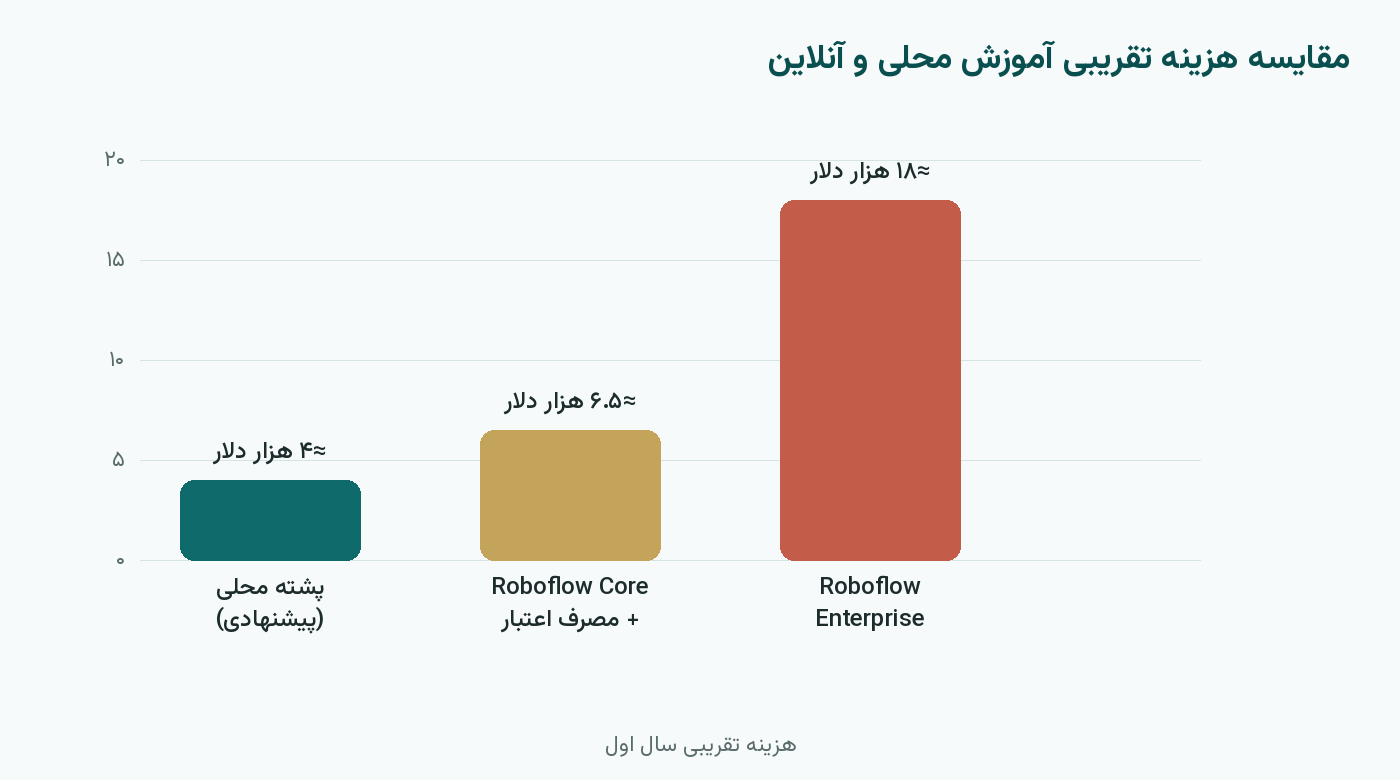 مقایسه هزینه تقریبی آموزش محلی و آنلاین
۲۰
۱۵
۱۰
۵
۰
≈۴ هزار دلار
≈۶.۵ هزار دلار
≈۱۸ هزار دلار
پشته محلی
(پیشنهادی)
Roboflow Core
+ مصرف اعتبار
Roboflow
Enterprise
هزینه تقریبی سال اول